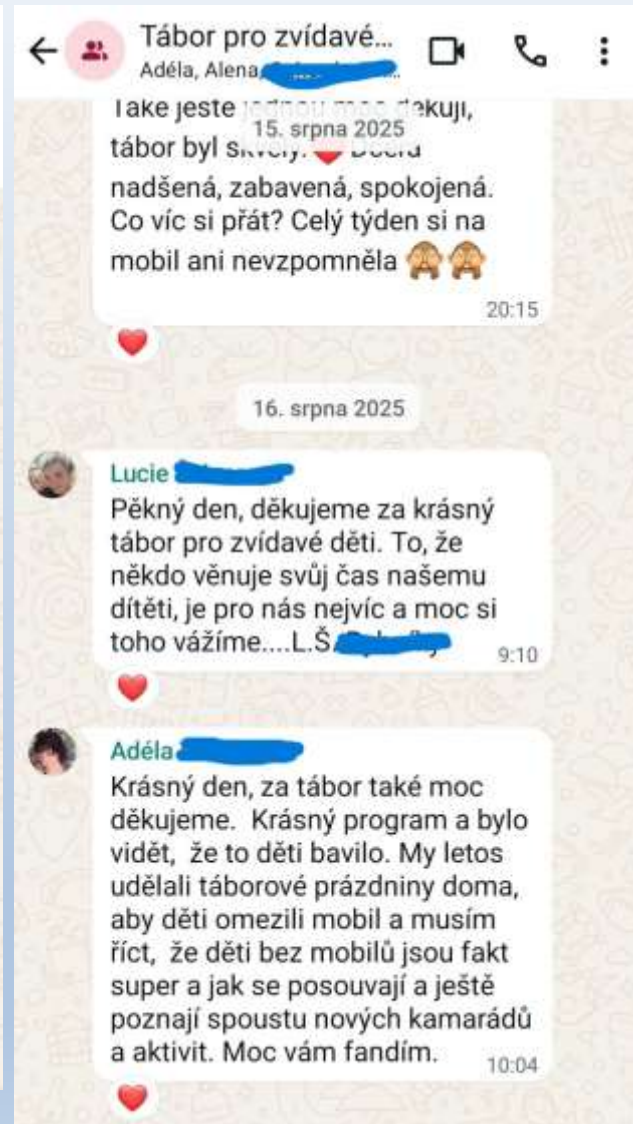 Tábor pro zvídavé...
Adéla, Alena,
Take ještě jednou moc děkuji,
15. srpna 2025
tábor byl skvělý. ❤️ Dcera
nadšená, zabavená, spokojená.
Co víc si přát? Celý týden si na
mobil ani nevzpomněla 🙈🙈
20:15
❤️
16. srpna 2025
Lucie
Pěkný den, děkujeme za krásný
tábor pro zvídavé děti. To, že
někdo věnuje svůj čas našemu
dítěti, je pro nás nejvíc a moc si
toho vážíme....L.Š.
9:10
❤️
Adéla
Krásný den, za tábor také moc
děkujeme.  Krásný program a bylo
vidět,  že to děti bavilo. My letos
udělali táborové prázdniny doma,
aby děti omezili mobil a musím
říct,  že děti bez mobilů jsou fakt
super a jak se posouvají a ještě
poznají spoustu nových kamarádů
a aktivit. Moc vám fandím.
10:04
❤️